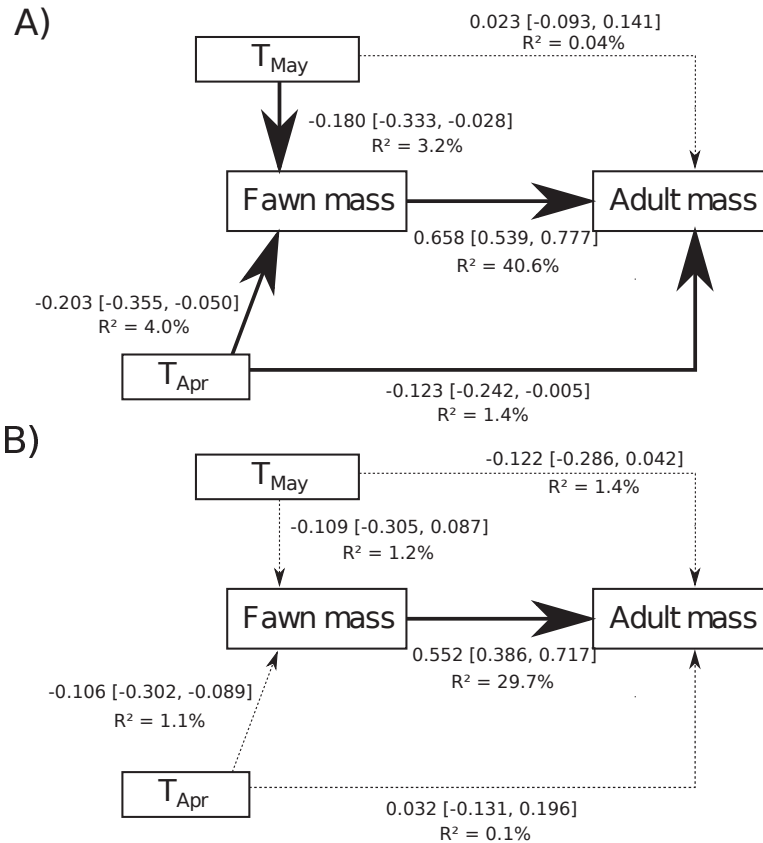 A)
T_May
0.023 [-0.093, 0.141]
R² = 0.04%
-0.180 [-0.333, -0.028]
R² = 3.2%
Fawn mass
Adult mass
0.658 [0.539, 0.777]
R² = 40.6%
-0.203 [-0.355, -0.050]
R² = 4.0%
T_Apr
-0.123 [-0.242, -0.005]
R² = 1.4%
B)
T_May
-0.122 [-0.286, 0.042]
R² = 1.4%
-0.109 [-0.305, 0.087]
R² = 1.2%
Fawn mass
Adult mass
0.552 [0.386, 0.717]
R² = 29.7%
-0.106 [-0.302, -0.089]
R² = 1.1%
T_Apr
0.032 [-0.131, 0.196]
R² = 0.1%